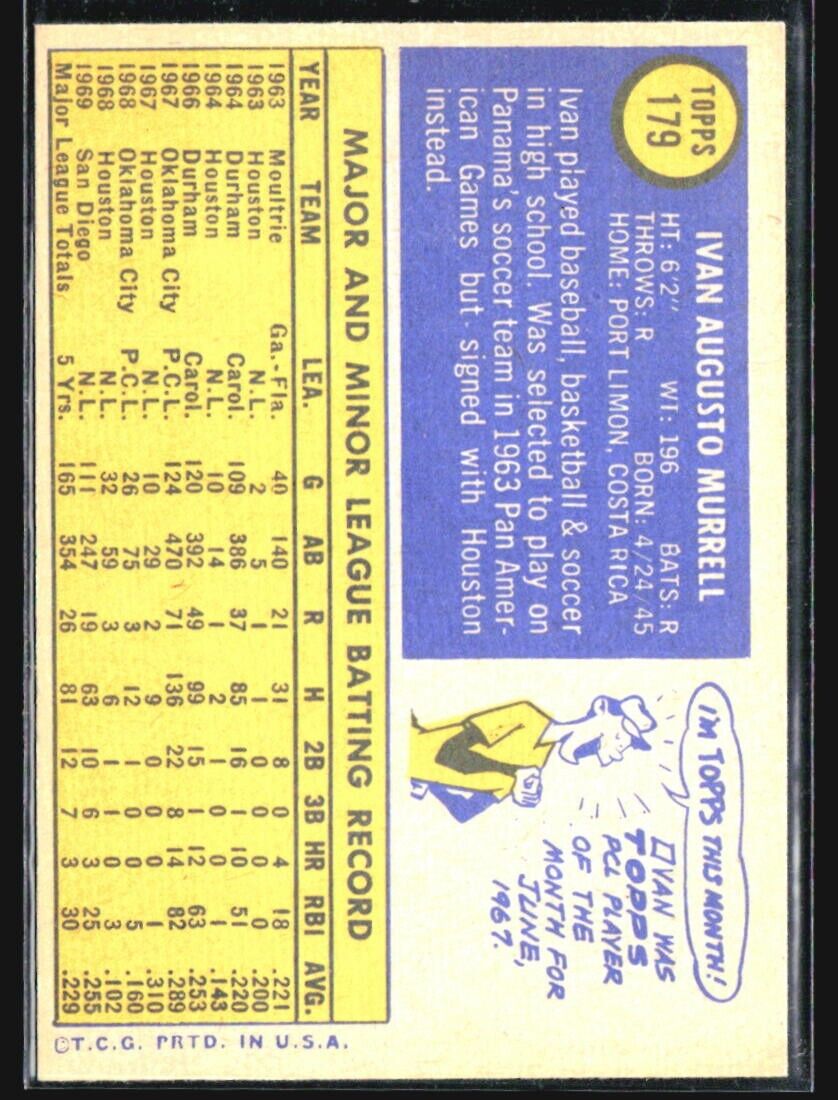 TOPPS
179
IVAN AUGUSTO MURRELL
HT: 6'2" WT: 196 BATS: R
THROWS: R BORN: 4/24/45
HOME: PORT LIMON, COSTA RICA
Ivan played baseball, basketball & soccer
in high school. Was selected to play on
Panama's soccer team in 1963 Pan Amer-
ican Games but signed with Houston
instead.
I'M TOPPS THIS MONTH!
IVAN WAS
TOPPS
PCL PLAYER
OF THE
MONTH FOR
JUNE,
1967.
MAJOR AND MINOR LEAGUE BATTING RECORD
YEAR TEAM LEA. G AB R H 2B 3B HR RBI AVG.
1963 Moultrie Ga.-Fla. 40 140 21 31 8 0 4 18 .221
1963 Houston N.L. 2 5 1 1 0 0 0 0 .200
1964 Durham Carol. 109 386 37 85 16 1 10 51 .220
1964 Houston N.L. 10 14 1 2 1 0 0 1 .143
1966 Durham Carol. 120 392 49 99 15 1 12 63 .253
1967 Oklahoma City P.C.L. 124 470 71 136 22 8 14 82 .289
1967 Houston N.L. 10 29 2 9 0 0 0 1 .310
1968 Oklahoma City P.C.L. 26 75 3 12 1 0 0 5 .160
1968 Houston N.L. 32 59 3 6 1 1 0 3 .102
1969 San Diego N.L. 111 247 19 63 10 6 3 25 .255
Major League Totals 5 Yrs. 165 354 26 81 12 7 3 30 .229
©T.C.G. PRTD. IN U.S.A.